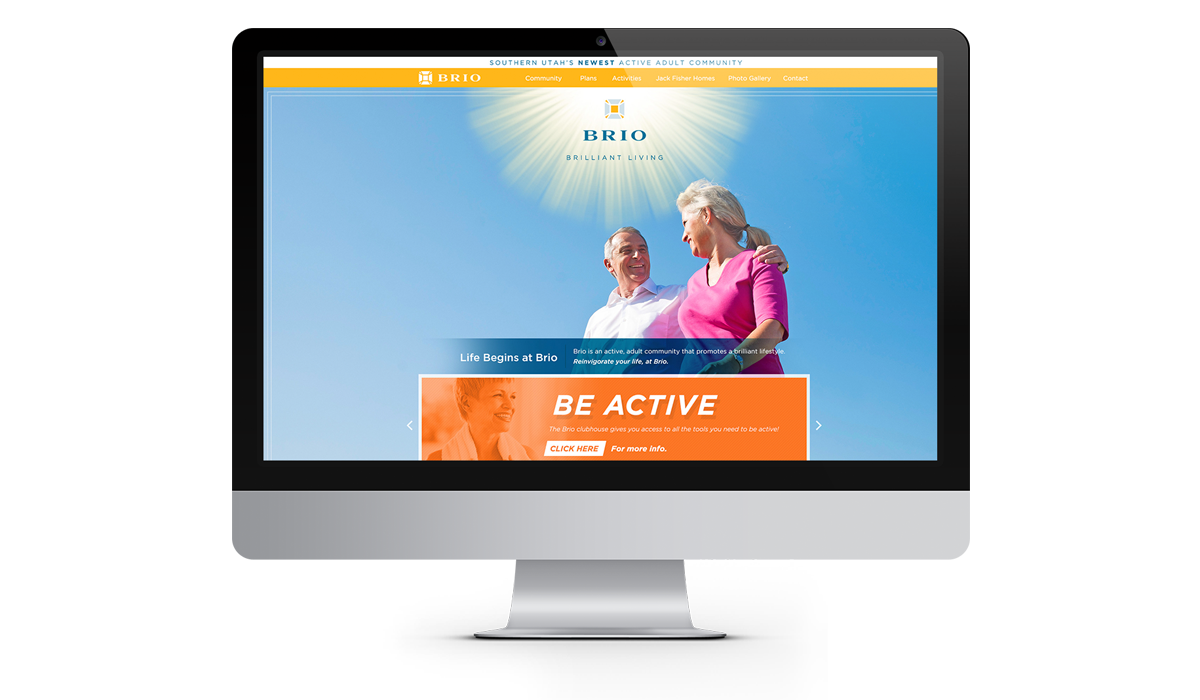 SOUTHERN UTAH'S NEWEST ACTIVE ADULT COMMUNITY
BRIO Community Plans Activities Jack Fisher Homes Photo Gallery Contact
BRIO
BRILLIANT LIVING
Life Begins at Brio
Brio is an active, adult community that promotes a brilliant lifestyle.
Reinvigorate your life, at Brio.
BE ACTIVE
The Brio clubhouse gives you access to all the tools you need to be active!
CLICK HERE For more info.